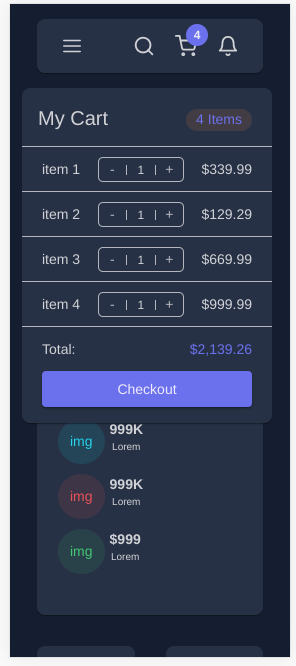 4
My Cart 4 Items
item 1 - | 1 | + $339.99
item 2 - | 1 | + $129.29
item 3 - | 1 | + $669.99
item 4 - | 1 | + $999.99
Total: $2,139.26
Checkout
img 999K
Lorem
img 999K
Lorem
img $999
Lorem